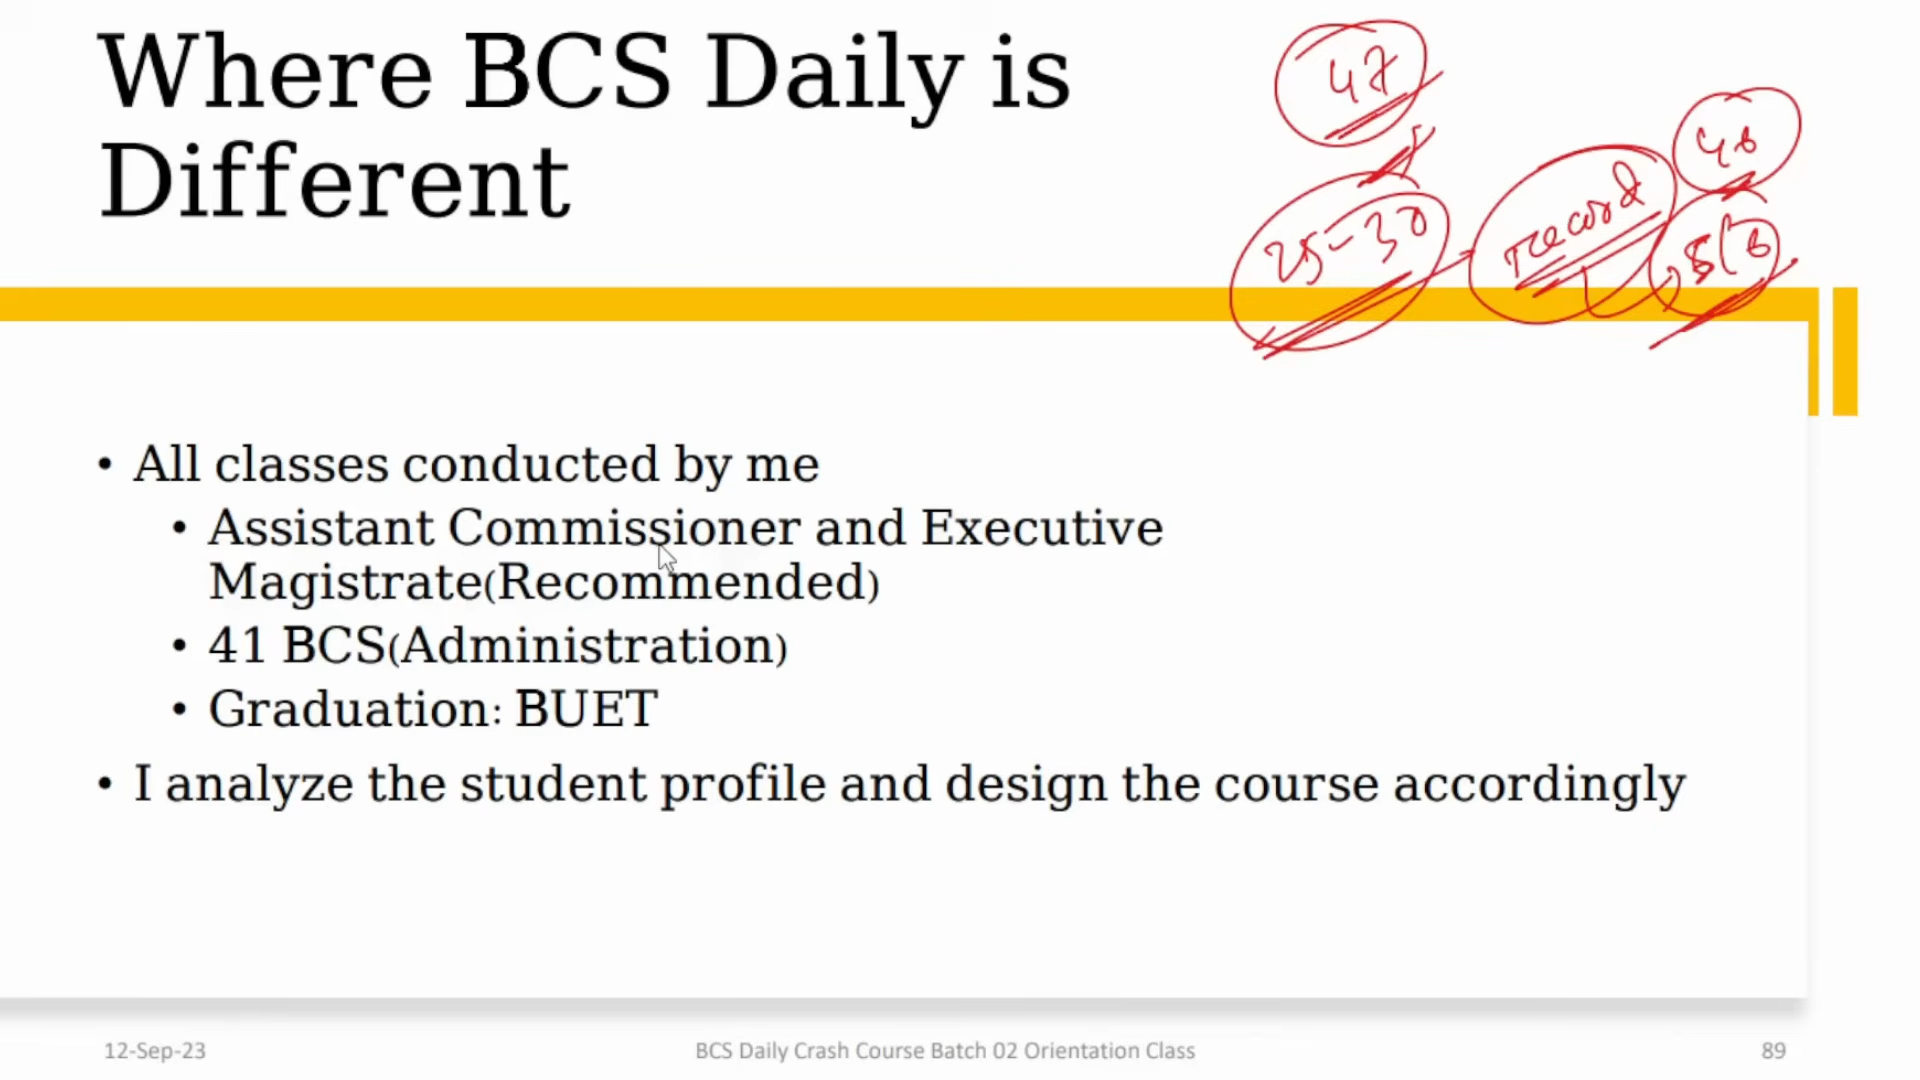 Where BCS Daily is
Different
47
25-30
record
• All classes conducted by me
• Assistant Commissioner and Executive
Magistrate(Recommended)
• 41 BCS(Administration)
• Graduation: BUET
• I analyze the student profile and design the course accordingly
12-Sep-23
BCS Daily Crash Course Batch 02 Orientation Class
89